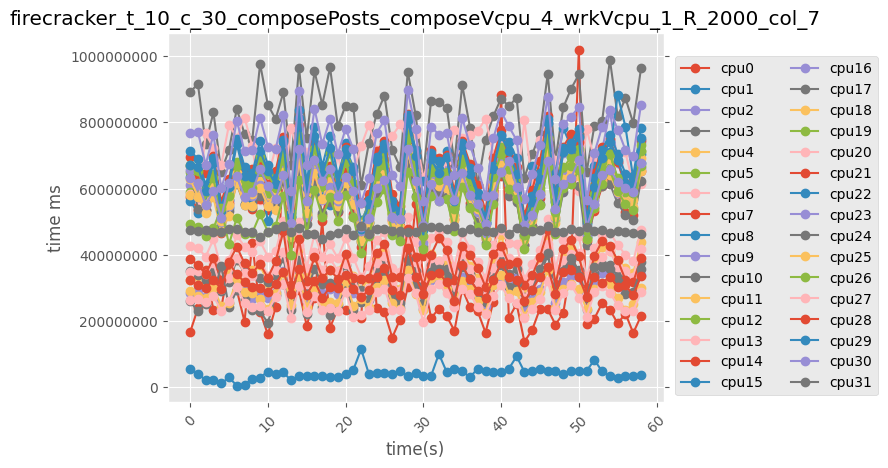 firecracker_t_10_c_30_composePosts_composeVcpu_4_wrkVcpu_1_R_2000_col_7
time ms
1000000000
800000000
600000000
400000000
200000000
0
0
10
20
30
40
50
60
time(s)
cpu0
cpu1
cpu2
cpu3
cpu4
cpu5
cpu6
cpu7
cpu8
cpu9
cpu10
cpu11
cpu12
cpu13
cpu14
cpu15
cpu16
cpu17
cpu18
cpu19
cpu20
cpu21
cpu22
cpu23
cpu24
cpu25
cpu26
cpu27
cpu28
cpu29
cpu30
cpu31